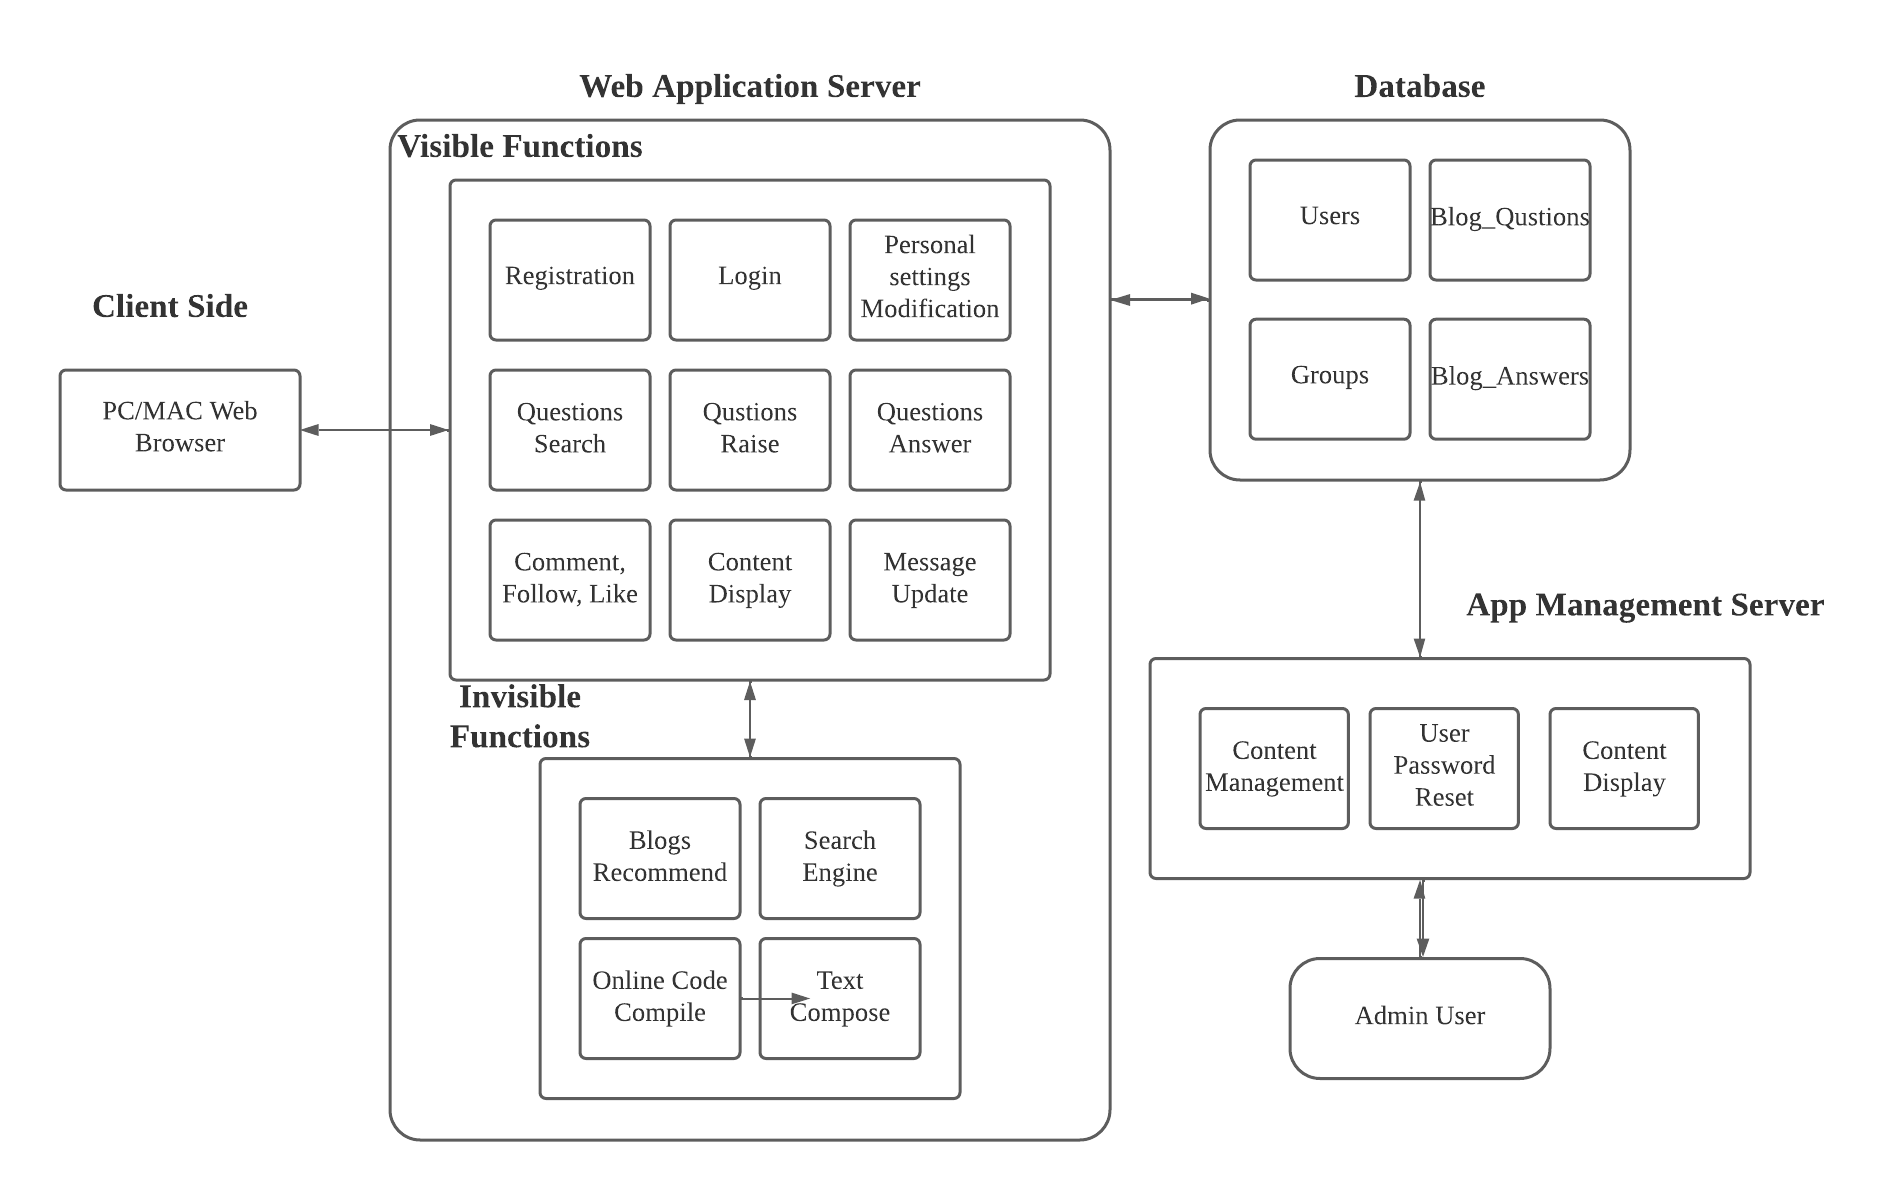 Web Application Server
Database
Visible Functions
Registration
Login
Personal
settings
Modification
Users
Blog_Qustions
Client Side
PC/MAC Web
Browser
Questions
Search
Qustions
Raise
Questions
Answer
Groups
Blog_Answers
Comment,
Follow, Like
Content
Display
Message
Update
App Management Server
Invisible
Functions
Content
Management
User
Password
Reset
Content
Display
Blogs
Recommend
Search
Engine
Online Code
Compile
Text
Compose
Admin User